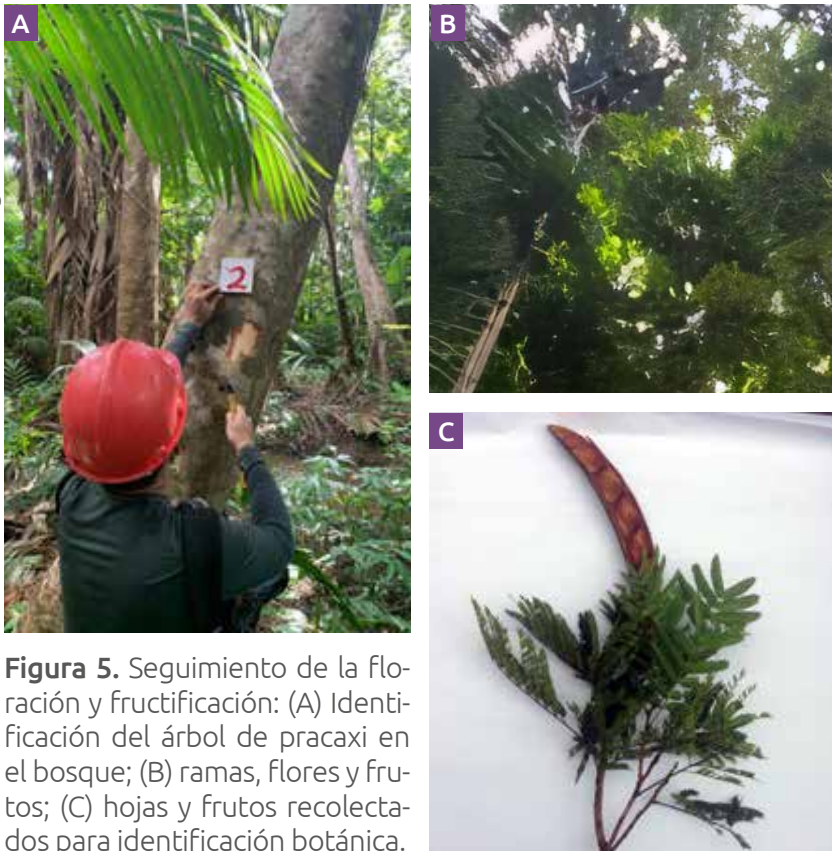 A
B
2
C
Figura 5. Seguimiento de la flo-
ración y fructificación: (A) Identi-
ficación del árbol de pracaxi en
el bosque; (B) ramas, flores y fru-
tos; (C) hojas y frutos recolecta-
dos para identificación botánica.